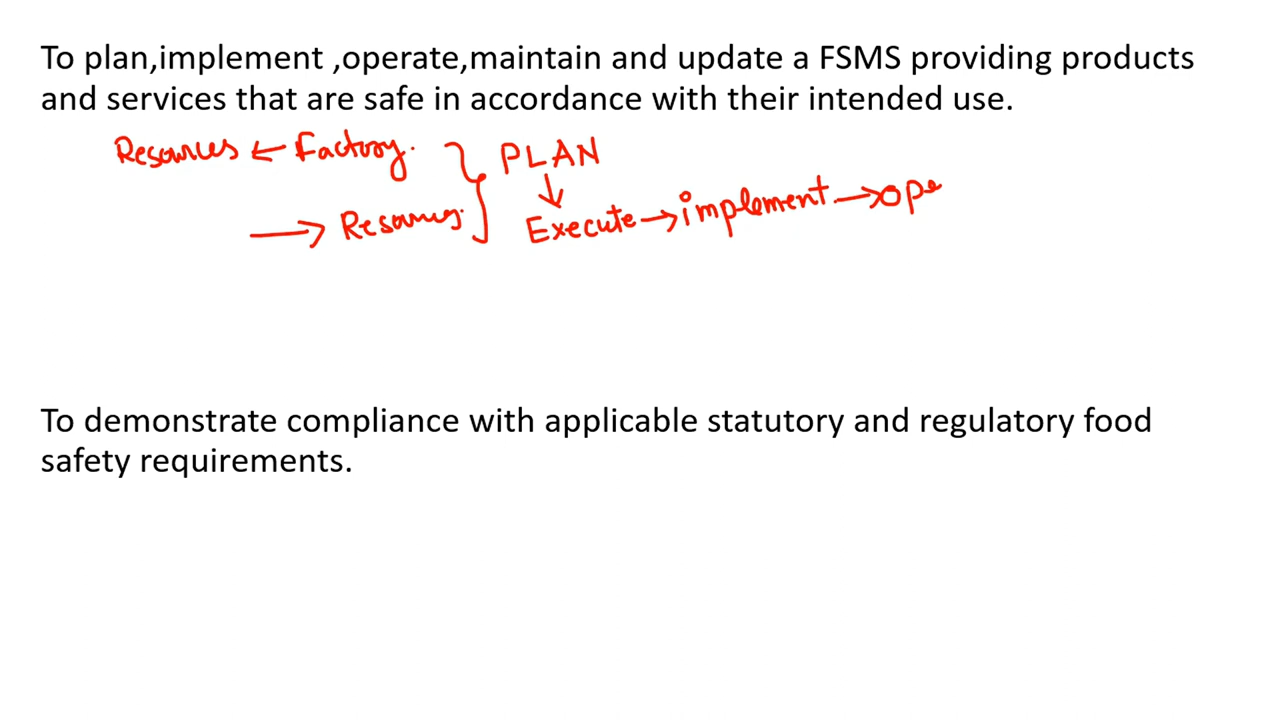 To plan,implement ,operate,maintain and update a FSMS providing products
and services that are safe in accordance with their intended use.
Resources ← Factory. } PLAN
↓
→ Resources. Execute → implement → ope
To demonstrate compliance with applicable statutory and regulatory food
safety requirements.